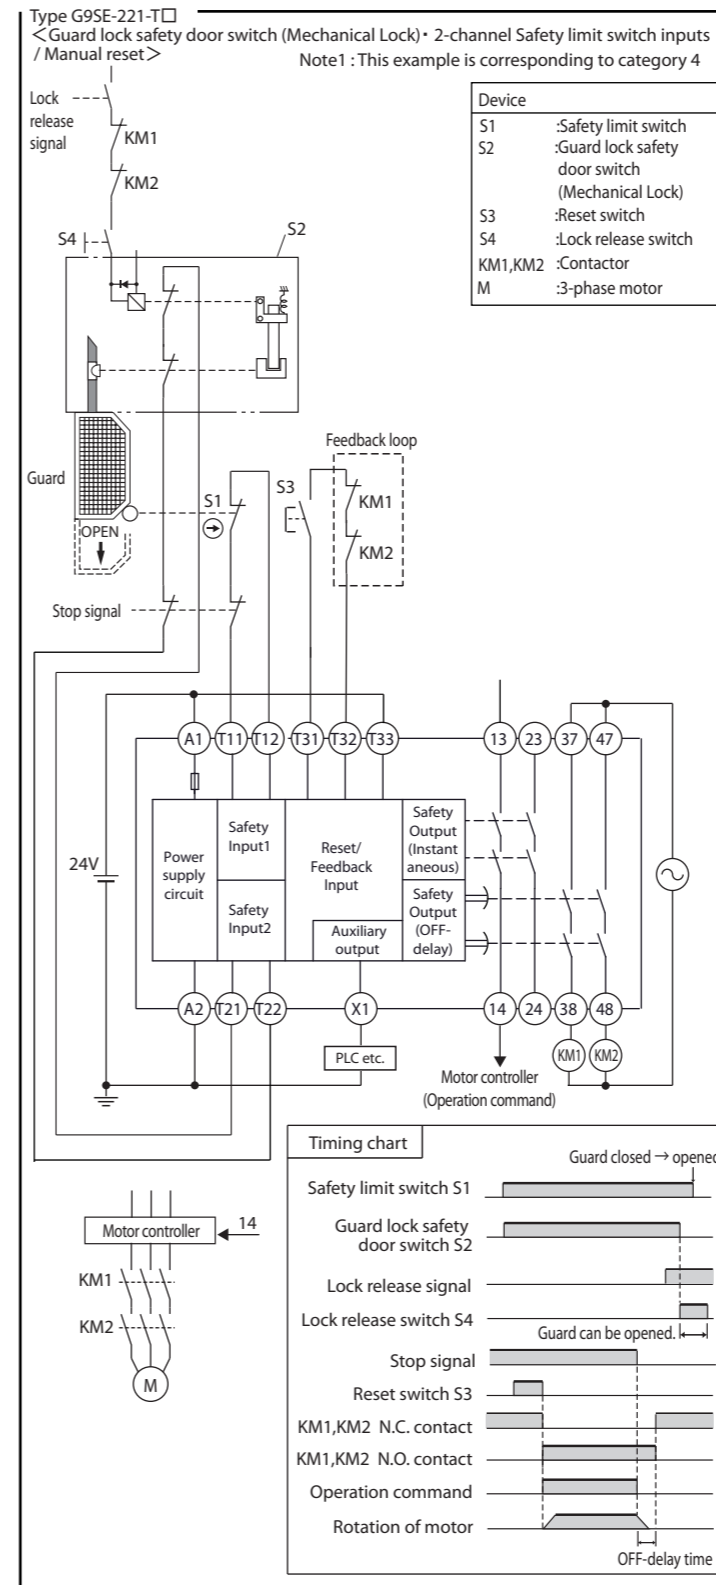 Type G9SE-221-T□
＜Guard lock safety door switch (Mechanical Lock)・ 2-channel Safety limit switch inputs
/ Manual reset＞
Note1 : This example is corresponding to category 4
Lock
release
signal
KM1
KM2
S4
S2
Device
S1 :Safety limit switch
S2 :Guard lock safety
door switch
(Mechanical Lock)
S3 :Reset switch
S4 :Lock release switch
KM1,KM2 :Contactor
M :3-phase motor
Guard
OPEN
S1
S3
Feedback loop
KM1
KM2
Stop signal
A1 T11 T12 T31 T32 T33 13 23 37 47
24V
Power
supply
circuit
Safety
Input1
Safety
Input2
Reset/
Feedback
Input
Auxiliary
output
Safety
Output
(Instant
aneous)
Safety
Output
(OFF-
delay)
A2 T21 T22 X1 14 24 38 48
PLC etc.
KM1 KM2
Motor controller
(Operation command)
Motor controller
14
KM1
KM2
M
Timing chart
Guard closed → opened
Safety limit switch S1
Guard lock safety
door switch S2
Lock release signal
Lock release switch S4
Guard can be opened.
Stop signal
Reset switch S3
KM1,KM2 N.C. contact
KM1,KM2 N.O. contact
Operation command
Rotation of motor
OFF-delay time